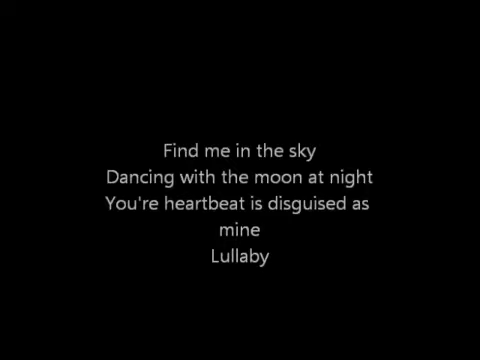 Find me in the sky
Dancing with the moon at night
You're heartbeat is disguised as
mine
Lullaby